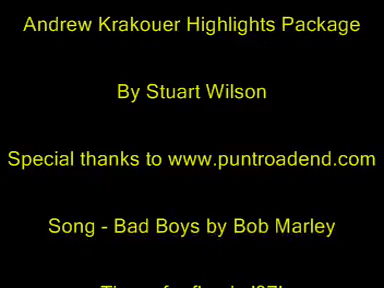 Andrew Krakouer Highlights Package
By Stuart Wilson
Special thanks to www.puntroadend.com
Song - Bad Boys by Bob Marley